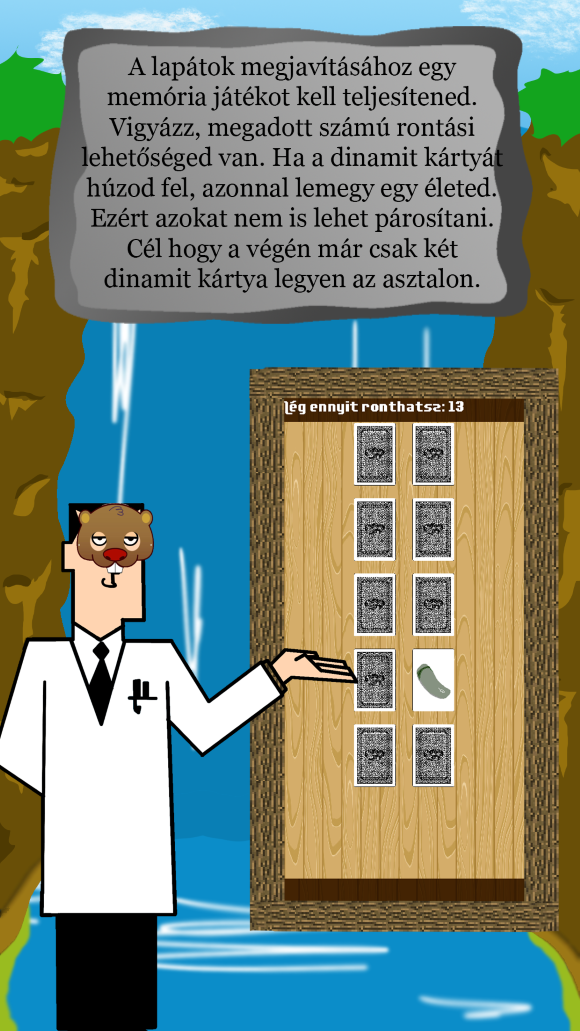 A lapátok megjavításához egy
memória játékot kell teljesítened.
Vigyázz, megadott számú rontási
lehetőséged van. Ha a dinamit kártyát
húzod fel, azonnal lemegy egy életed.
Ezért azokat nem is lehet párosítani.
Cél hogy a végén már csak két
dinamit kártya legyen az asztalon.
Még ennyit ronthatsz: 13